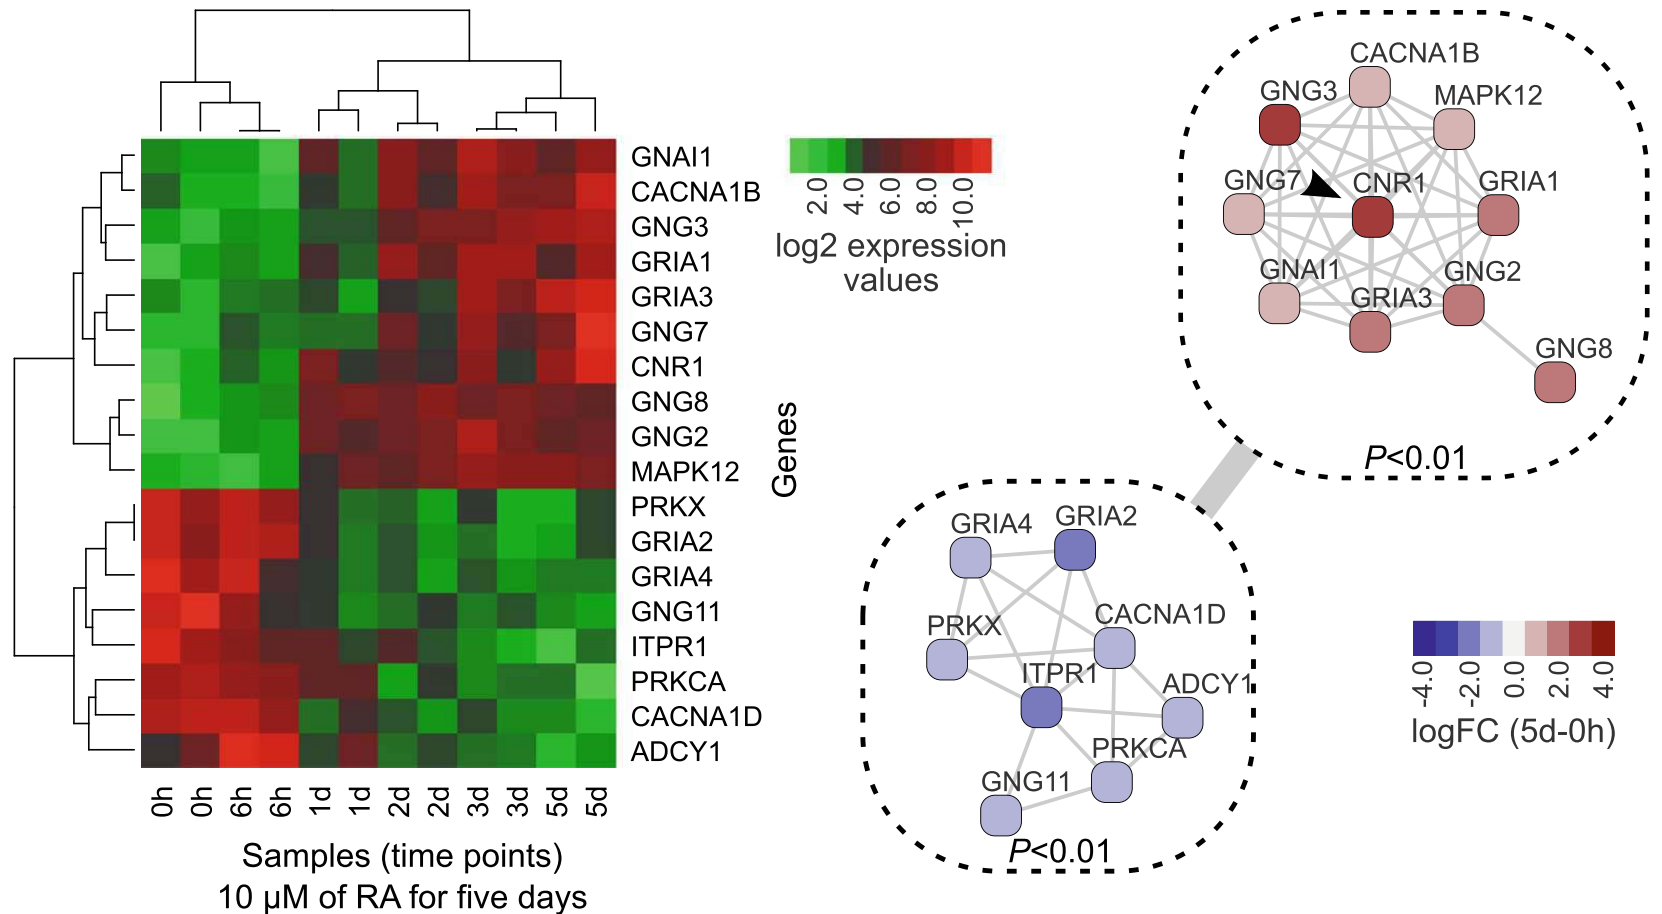 GNAI1
CACNA1B
GNG3
GRIA1
GRIA3
GNG7
CNR1
GNG8
GNG2
MAPK12
PRKX
GRIA2
GRIA4
GNG11
ITPR1
PRKCA
CACNA1D
ADCY1
0h 0h 6h 6h 1d 1d 2d 2d 3d 3d 5d 5d
Samples (time points)
10 µM of RA for five days
Genes
2.0 4.0 6.0 8.0 10.0
log2 expression
values
CACNA1B
GNG3
MAPK12
GNG7
CNR1
GRIA1
GNAI1
GNG2
GRIA3
GNG8
P<0.01
GRIA4
GRIA2
CACNA1D
PRKX
ITPR1
ADCY1
PRKCA
GNG11
P<0.01
-4.0 -2.0 0.0 2.0 4.0
logFC (5d-0h)